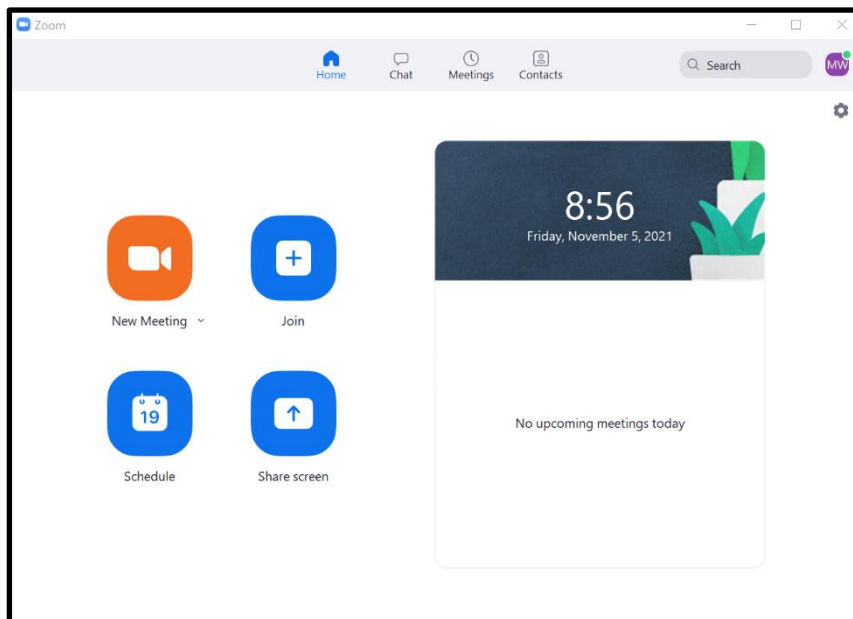 Zoom
Home
Chat
Meetings
Contacts
Search
MW
8:56
Friday, November 5, 2021
New Meeting
Join
19
Schedule
Share screen
No upcoming meetings today